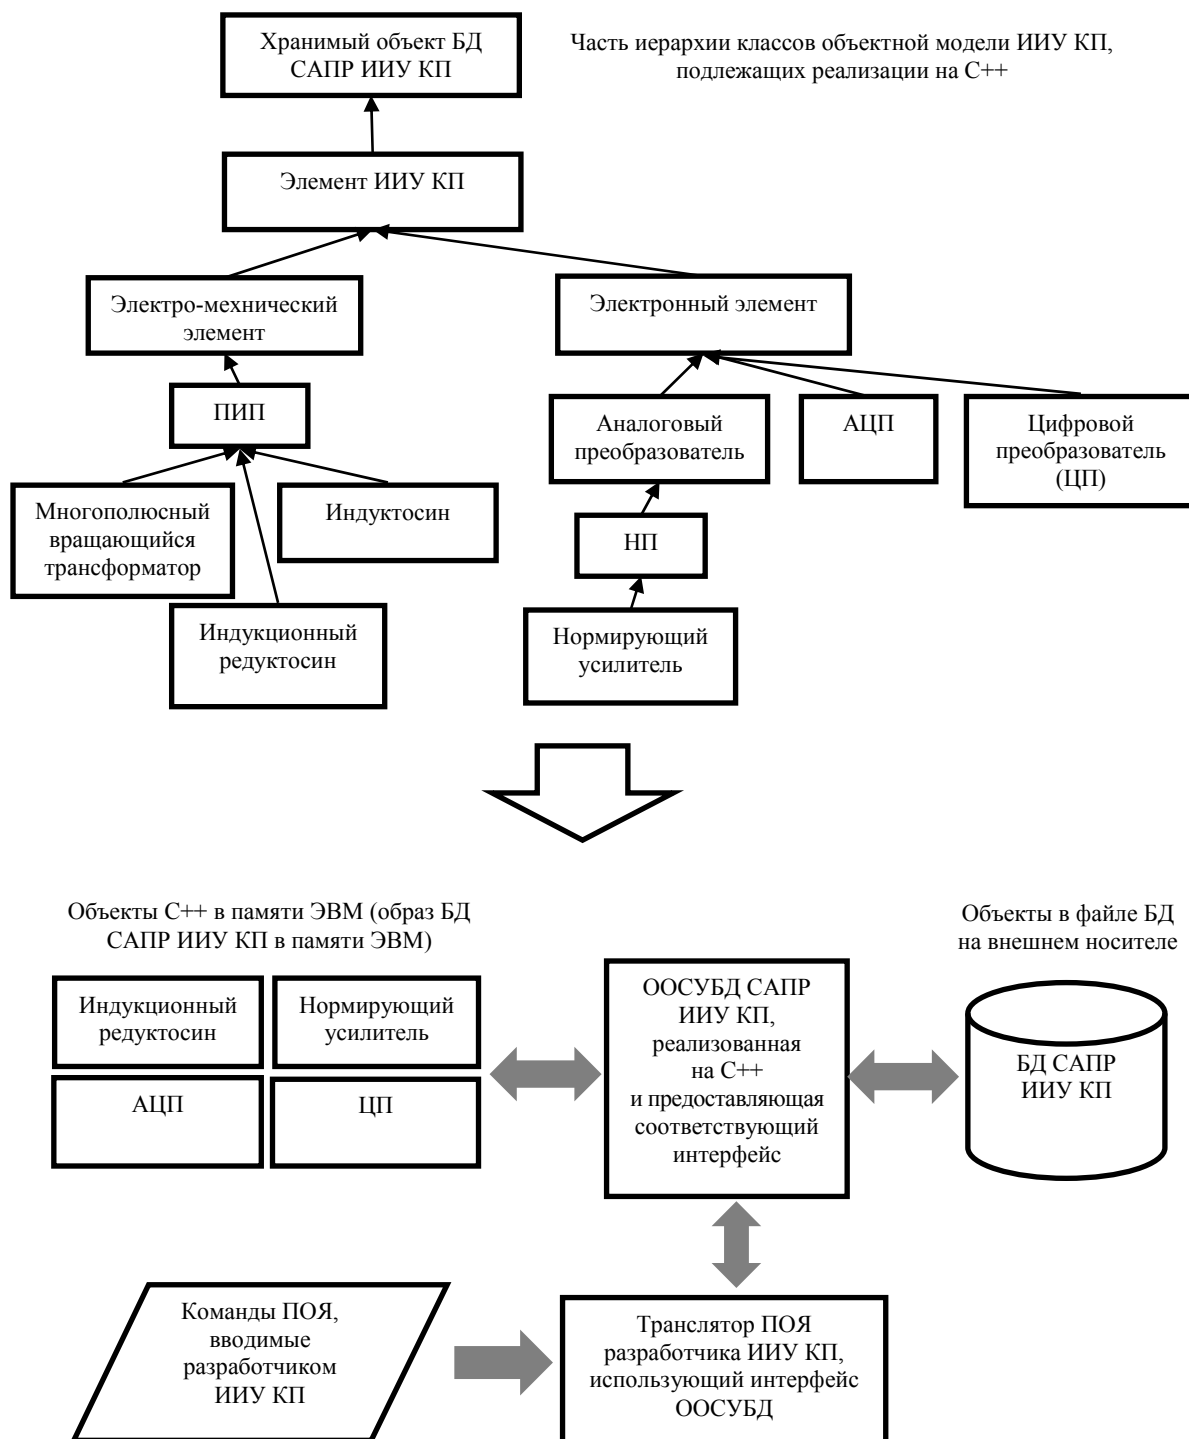 Хранимый объект БД
САПР ИИУ КП
Часть иерархии классов объектной модели ИИУ КП,
подлежащих реализации на С++
Элемент ИИУ КП
Электро-мехнический
элемент
Электронный элемент
ПИП
Аналоговый
преобразователь
АЦП
Цифровой
преобразователь
(ЦП)
Многополюсный
вращающийся
трансформатор
Индуктосин
НП
Индукционный
редуктосин
Нормирующий
усилитель
Объекты С++ в памяти ЭВМ (образ БД
САПР ИИУ КП в памяти ЭВМ)
Объекты в файле БД
на внешнем носителе
Индукционный
редуктосин
Нормирующий
усилитель
АЦП
ЦП
ООСУБД САПР
ИИУ КП,
реализованная
на С++
и предоставляющая
соответствующий
интерфейс
БД САПР
ИИУ КП
Команды ПОЯ,
вводимые
разработчиком
ИИУ КП
Транслятор ПОЯ
разработчика ИИУ КП,
использующий интерфейс
ООСУБД